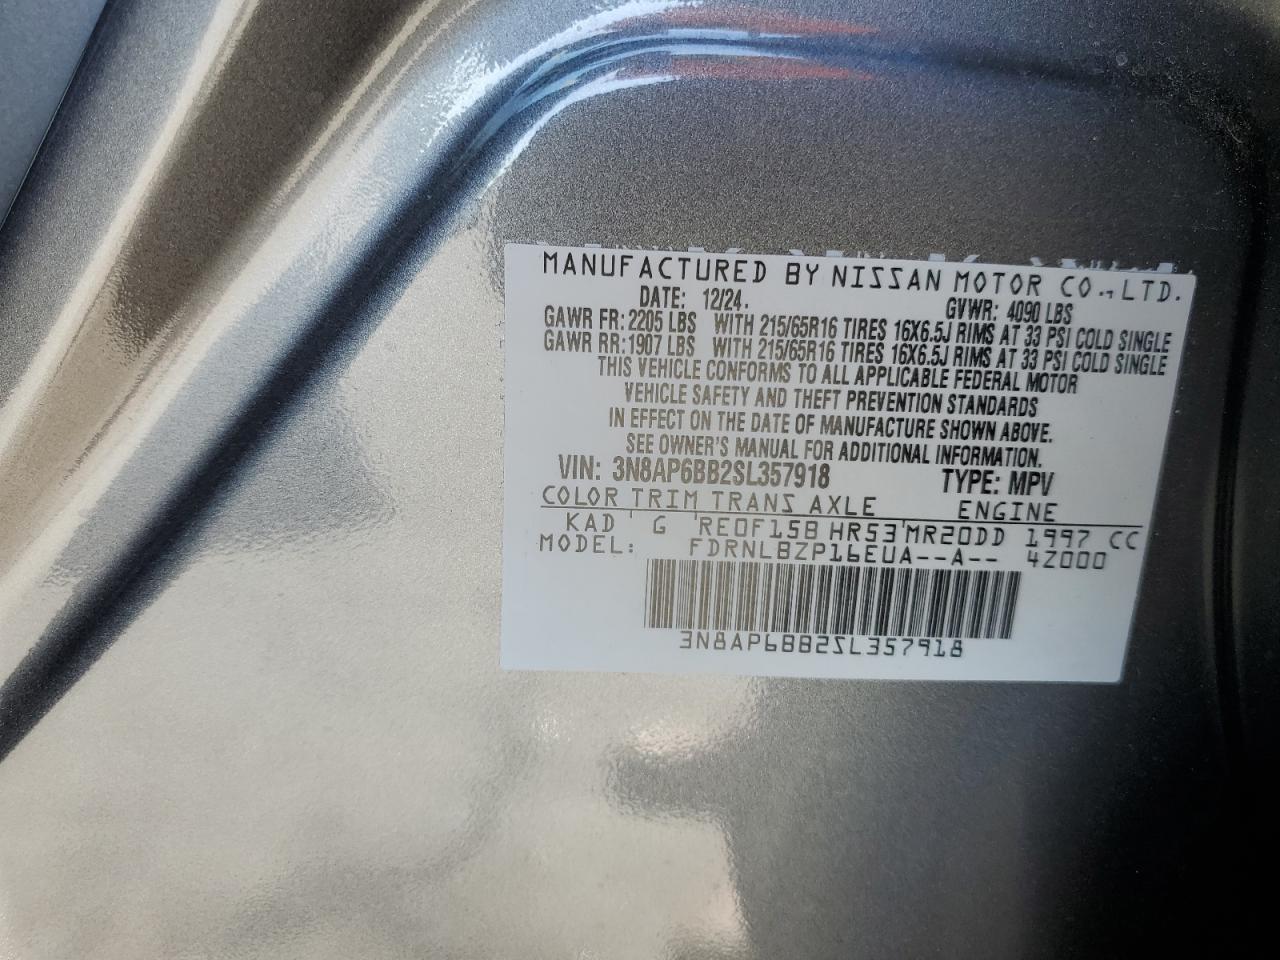 MANUFACTURED BY NISSAN MOTOR CO.,LTD.
DATE: 12/24. GVWR: 4090 LBS
GAWR FR: 2205 LBS WITH 215/65R16 TIRES 16X6.5J RIMS AT 33 PSI COLD SINGLE
GAWR RR: 1907 LBS WITH 215/65R16 TIRES 16X6.5J RIMS AT 33 PSI COLD SINGLE
THIS VEHICLE CONFORMS TO ALL APPLICABLE FEDERAL MOTOR
VEHICLE SAFETY AND THEFT PREVENTION STANDARDS
IN EFFECT ON THE DATE OF MANUFACTURE SHOWN ABOVE.
SEE OWNER'S MANUAL FOR ADDITIONAL INFORMATION.
VIN: 3N8AP6BB2SL357918 TYPE: MPV
COLOR TRIM TRANS AXLE ENGINE
KAD G RE0F15B HR53 MR20DD 1997 CC
MODEL: FDRNLBZP16EUA--A-- 4Z000
3N8AP6BB2SL357918